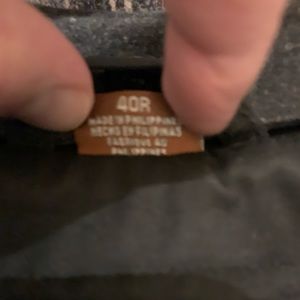 40R
MADE IN PHILIPPINES
HECHO EN FILIPINAS
FABRIQUE AU
PHILIPPINES